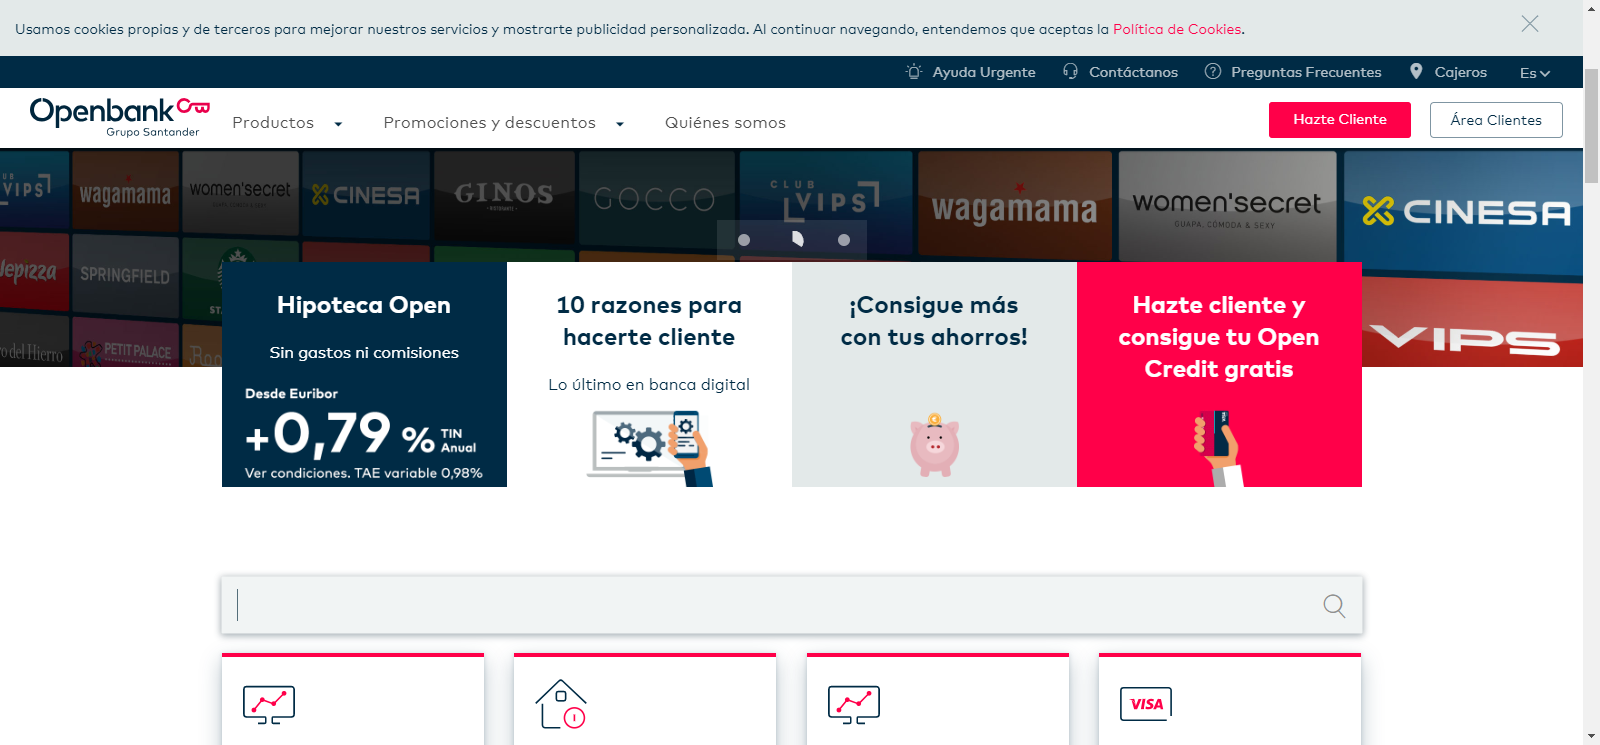 Usamos cookies propias y de terceros para mejorar nuestros servicios y mostrarte publicidad personalizada. Al continuar navegando, entendemos que aceptas la Política de Cookies.
Ayuda Urgente
Contáctanos
Preguntas Frecuentes
Cajeros
Es
Openbank
Grupo Santander
Productos
Promociones y descuentos
Quiénes somos
Hazte Cliente
Área Clientes
CLUB
VIPS
wagamama
women'secret
CINESA
GINOS
GOCCO
CLUB
VIPS
wagamama
women'secret
GUAPA, CÓMODA & SEXY
CINESA
SPRINGFIELD
PETIT PALACE
del Hierro
VIPS
Hipoteca Open
Sin gastos ni comisiones
Desde Euribor
+0,79 % TIN Anual
Ver condiciones. TAE variable 0,98%
10 razones para
hacerte cliente
Lo último en banca digital
¡Consigue más
con tus ahorros!
Hazte cliente y
consigue tu Open
Credit gratis
VISA
VISA